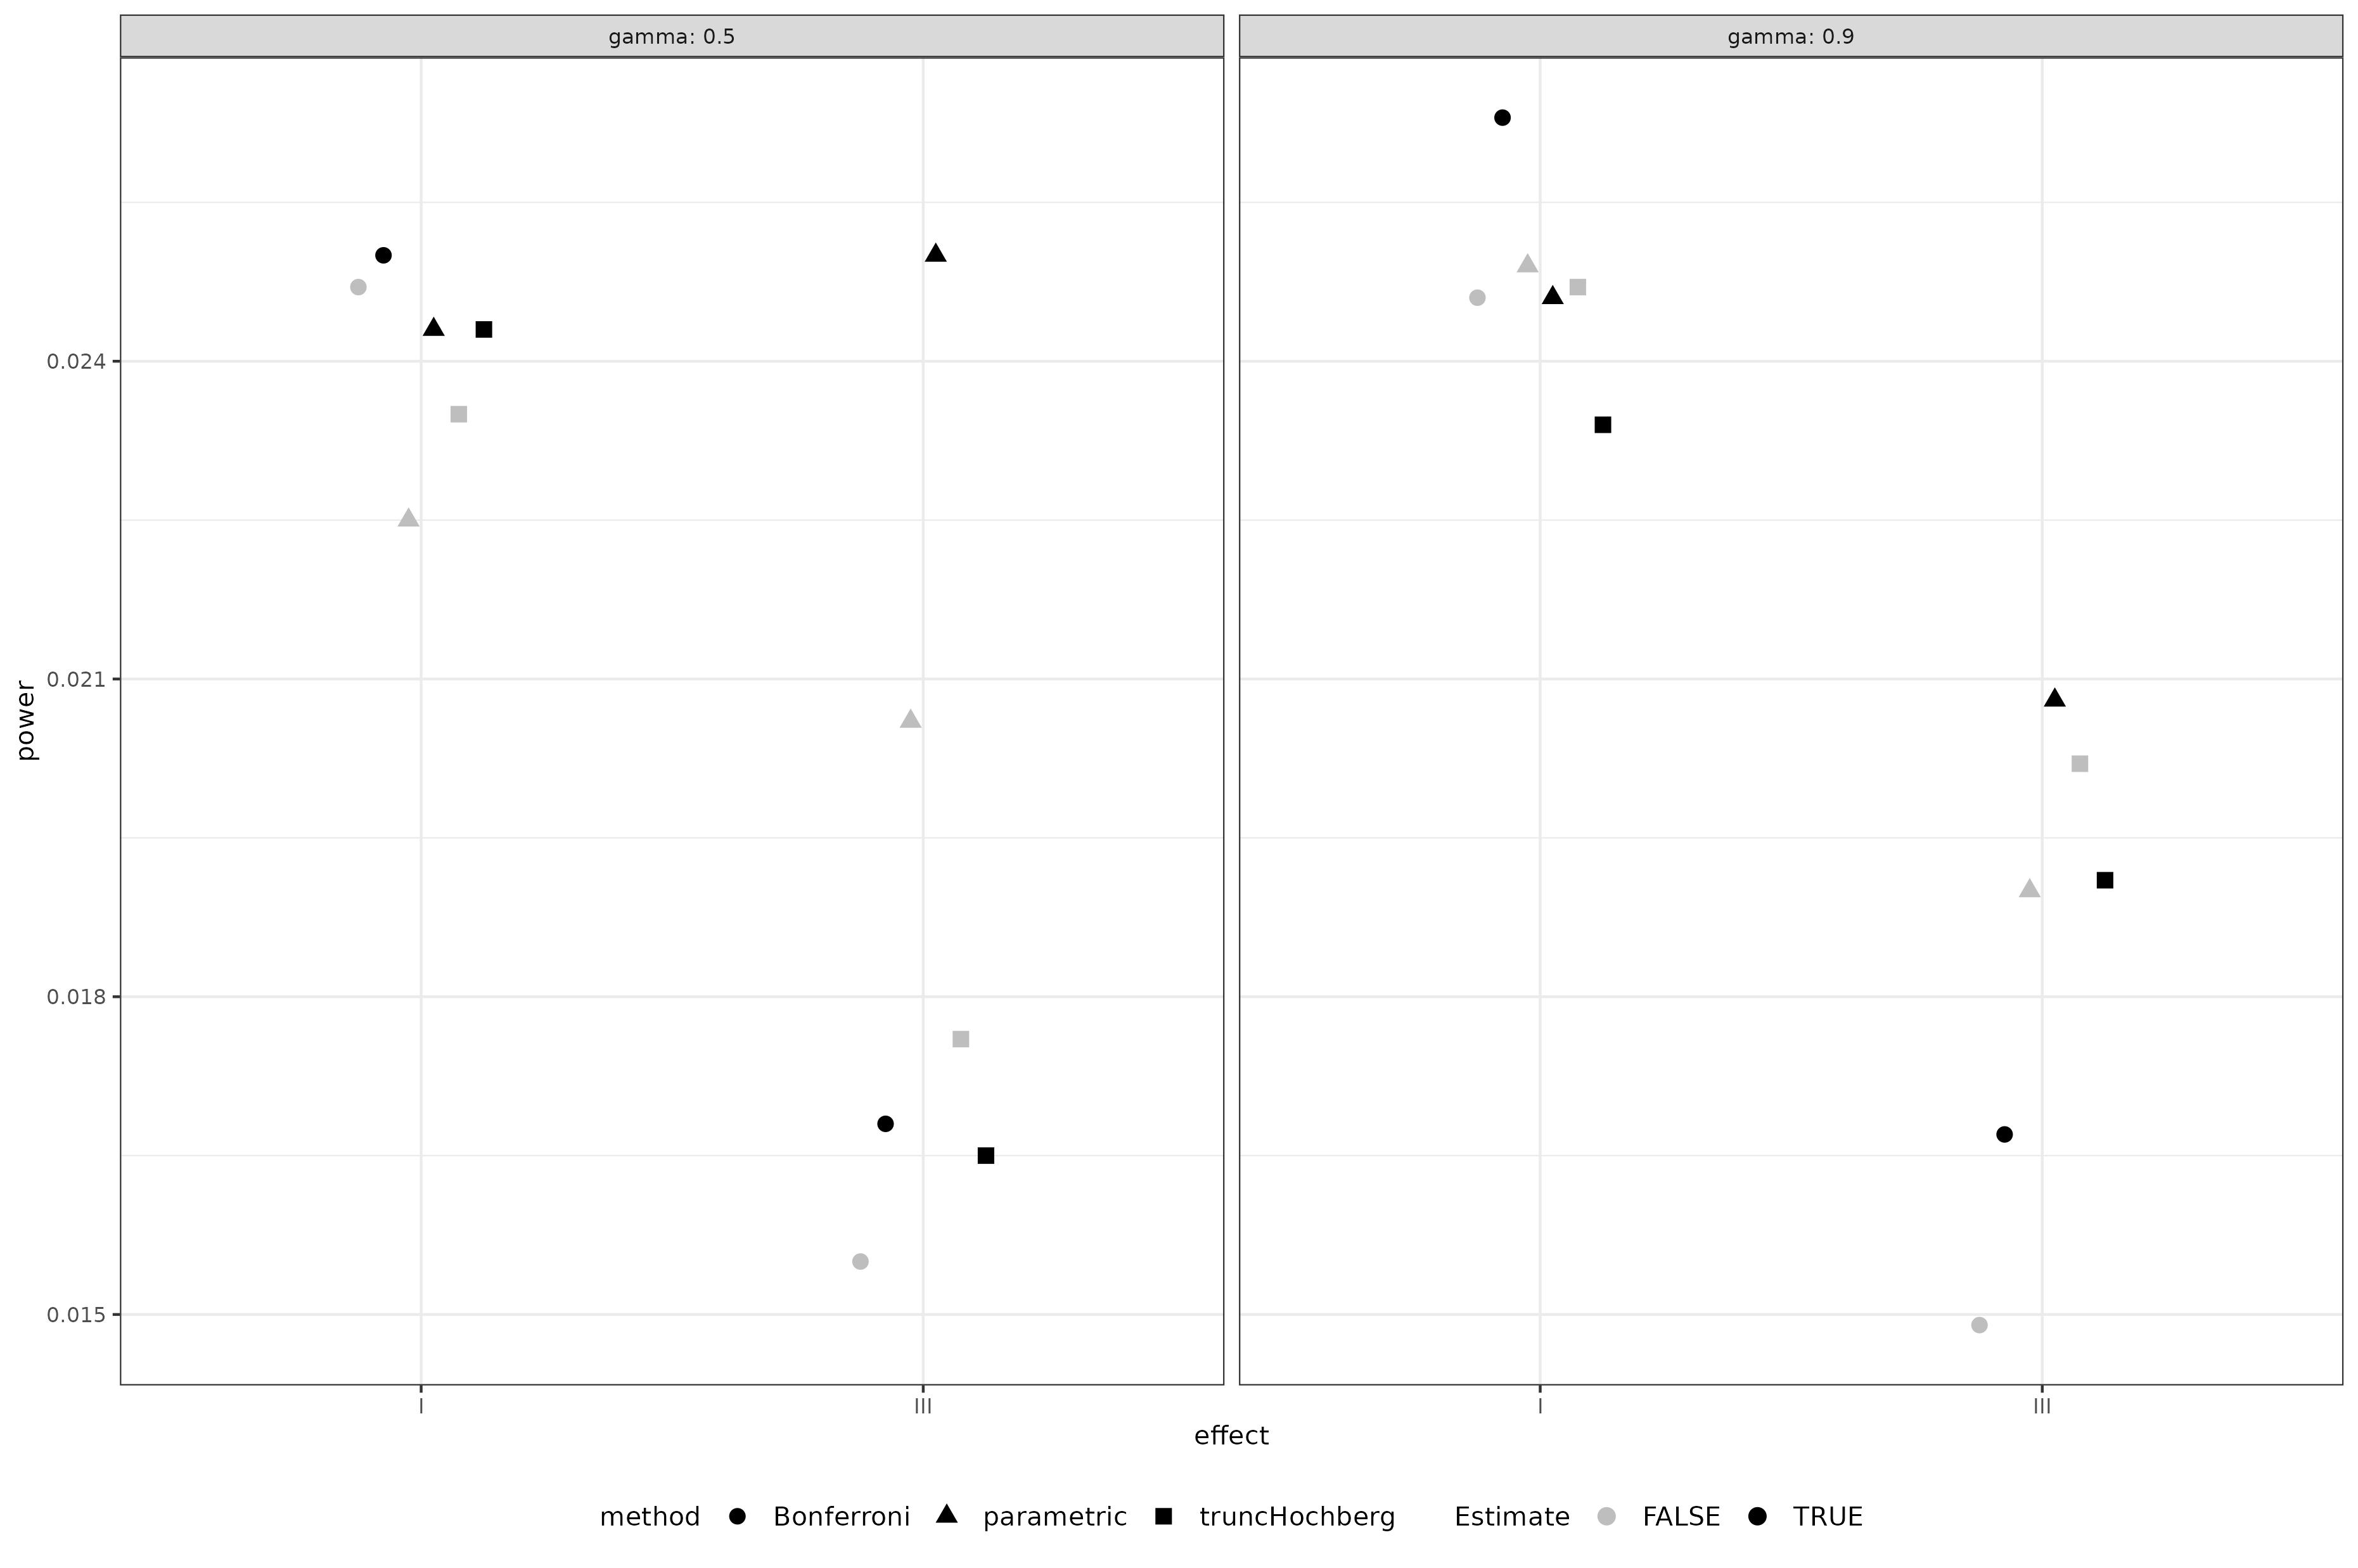 gamma: 0.5
gamma: 0.9
power
0.024
0.021
0.018
0.015
I III I III
effect
method Bonferroni parametric truncHochberg Estimate FALSE TRUE